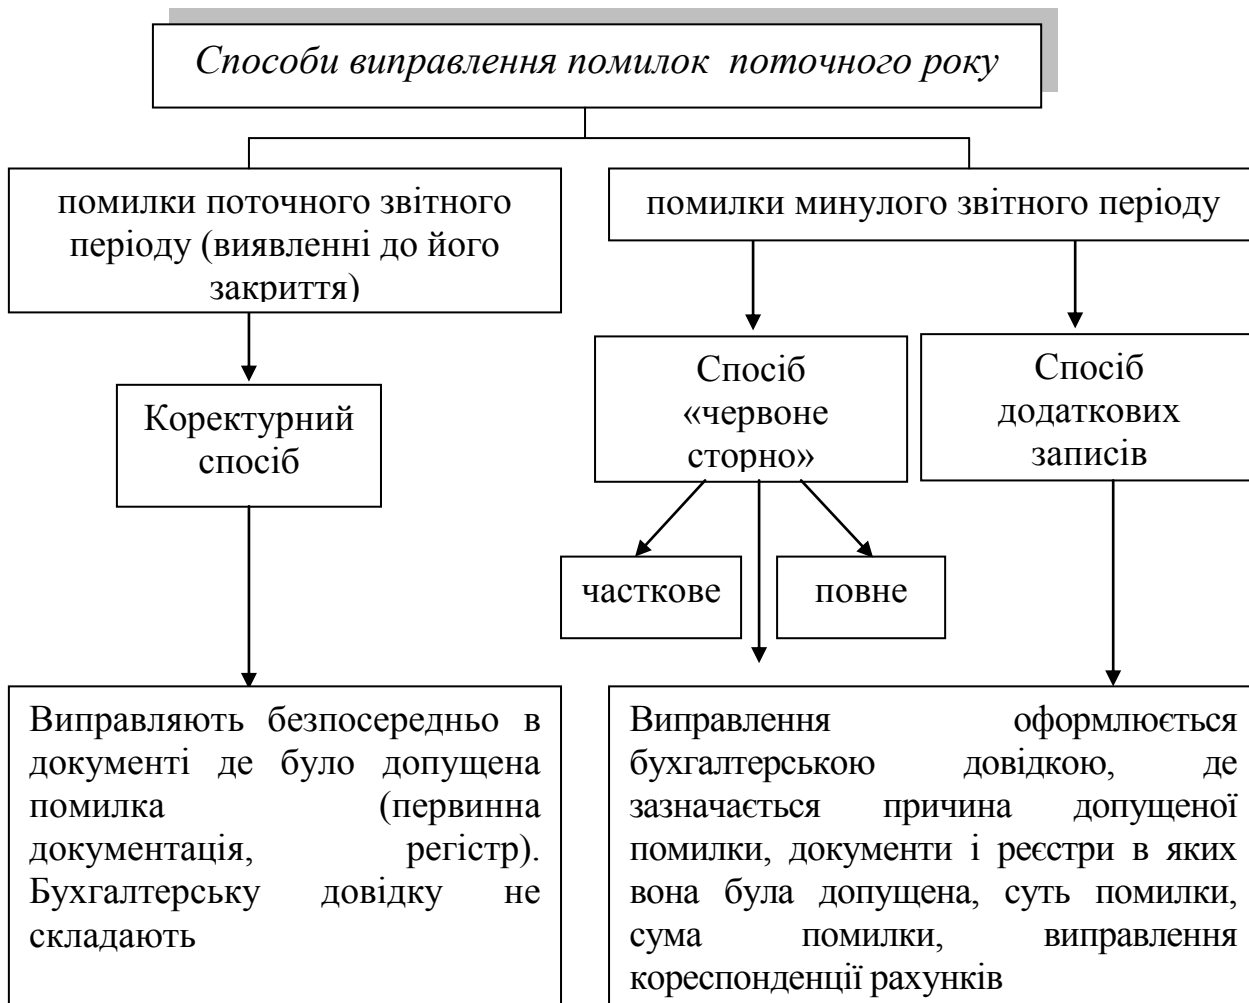 Способи виправлення помилок поточного року
помилки поточного звітного
періоду (виявленні до його
закриття)
помилки минулого звітного періоду
Коректурний
спосіб
Спосіб
«червоне
сторно»
Спосіб
додаткових
записів
часткове
повне
Виправляють безпосередньо в
документі де було допущена
помилка (первинна
документація, регістр).
Бухгалтерську довідку не
складають
Виправлення оформлюється
бухгалтерською довідкою, де
зазначається причина допущеної
помилки, документи і реєстри в яких
вона була допущена, суть помилки,
сума помилки, виправлення
кореспонденції рахунків